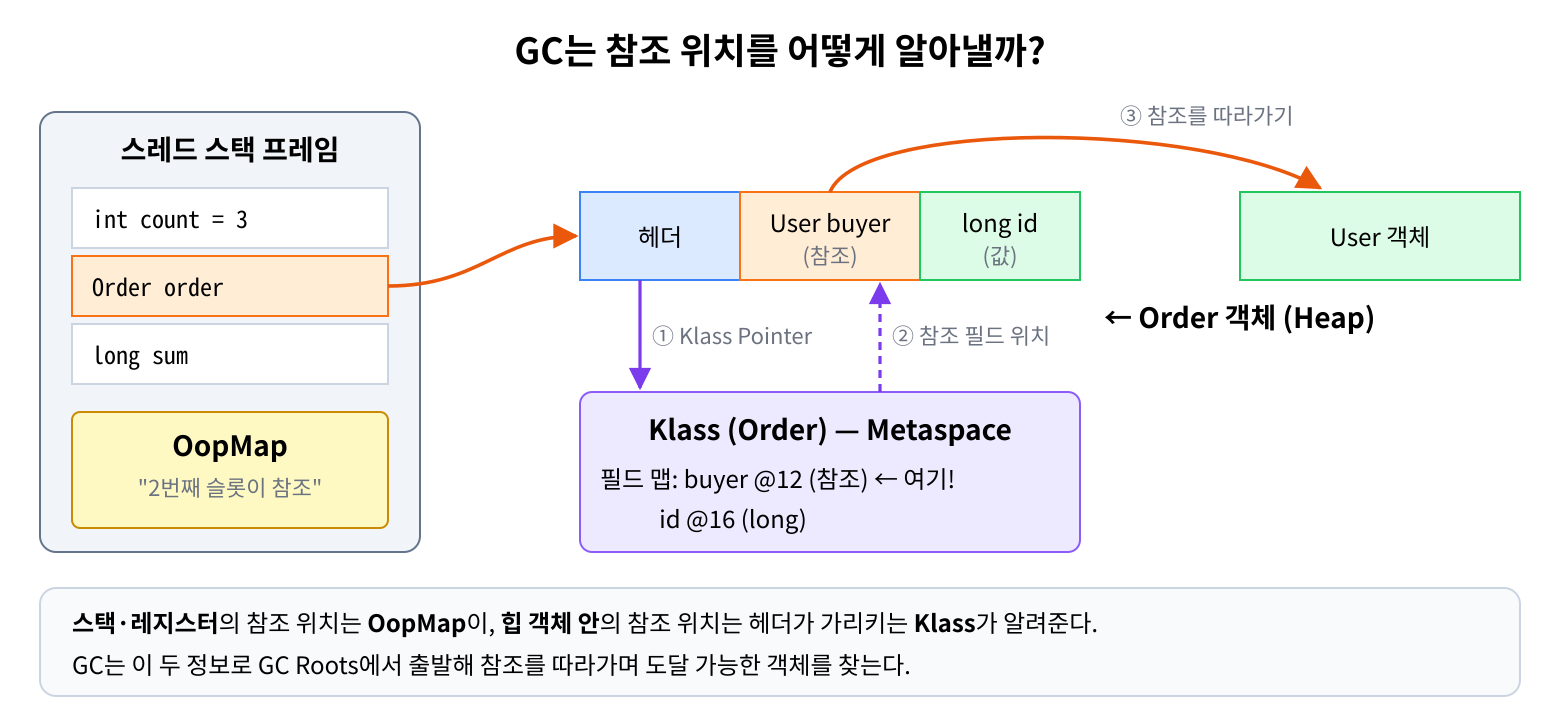 GC는 참조 위치를 어떻게 알아낼까?
스레드 스택 프레임
int count = 3
Order order
long sum
OopMap
"2번째 슬롯이 참조"
③ 참조를 따라가기
헤더
User buyer
(참조)
long id
(값)
User 객체
← Order 객체 (Heap)
① Klass Pointer
② 참조 필드 위치
Klass (Order) — Metaspace
필드 맵: buyer @12 (참조) ← 여기!
id @16 (long)
스택·레지스터의 참조 위치는 OopMap이, 힙 객체 안의 참조 위치는 헤더가 가리키는 Klass가 알려준다.
GC는 이 두 정보로 GC Roots에서 출발해 참조를 따라가며 도달 가능한 객체를 찾는다.